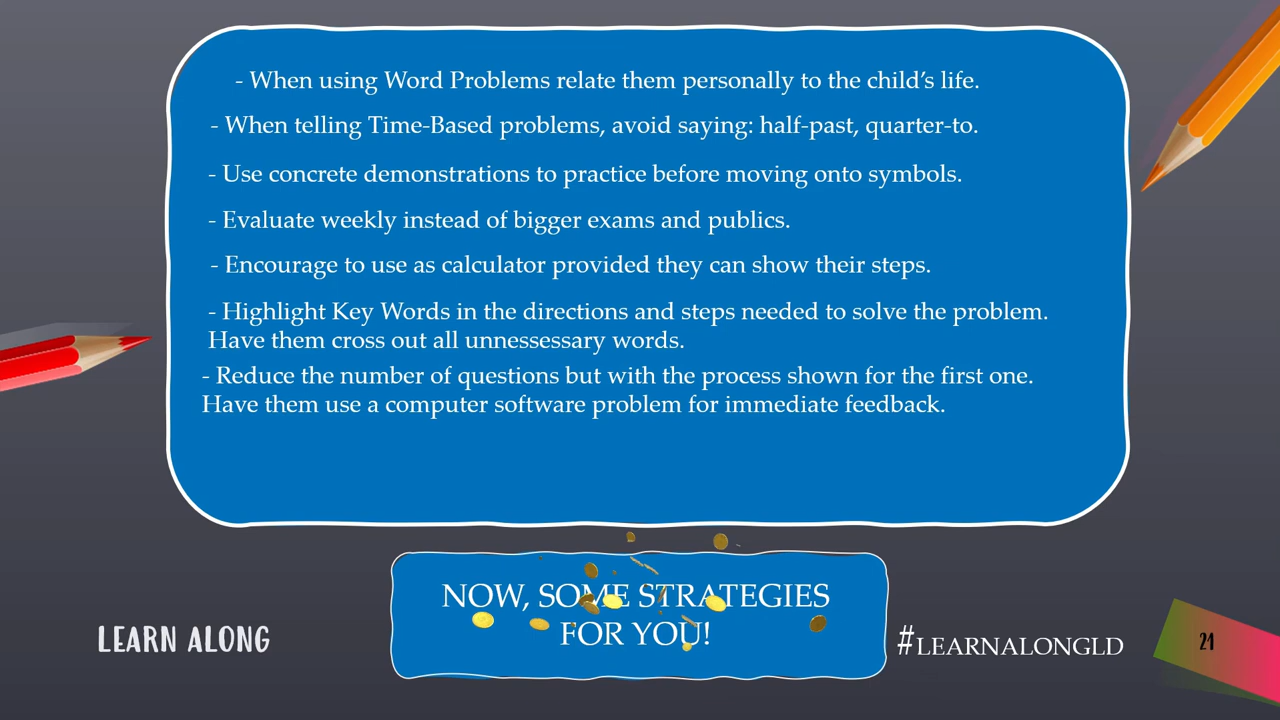 - When using Word Problems relate them personally to the child's life.
- When telling Time-Based problems, avoid saying: half-past, quarter-to.
- Use concrete demonstrations to practice before moving onto symbols.
- Evaluate weekly instead of bigger exams and publics.
- Encourage to use as calculator provided they can show their steps.
- Highlight Key Words in the directions and steps needed to solve the problem.
Have them cross out all unnessessary words.
- Reduce the number of questions but with the process shown for the first one.
Have them use a computer software problem for immediate feedback.
NOW, SOME STRATEGIES
FOR YOU!
LEARN ALONG
#LEARNALONGLD
21